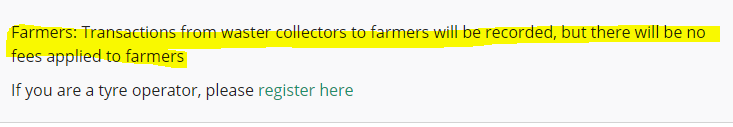 Farmers: Transactions from waster collectors to farmers will be recorded, but there will be no
fees applied to farmers
If you are a tyre operator, please register here